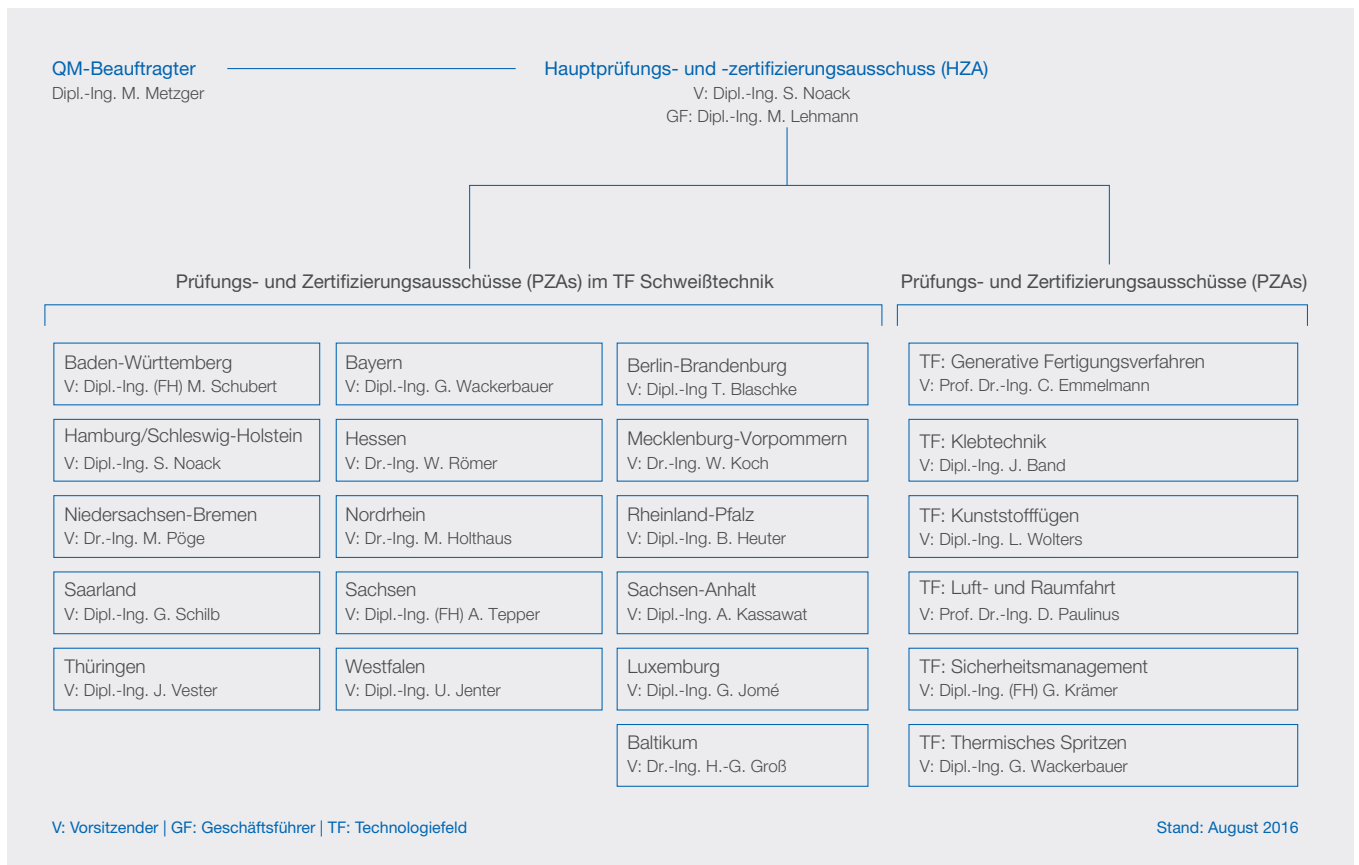 QM-Beauftragter
Dipl.-Ing. M. Metzger
Hauptprüfungs- und -zertifizierungsausschuss (HZA)
V: Dipl.-Ing. S. Noack
GF: Dipl.-Ing. M. Lehmann
Prüfungs- und Zertifizierungsausschüsse (PZAs) im TF Schweißtechnik
Baden-Württemberg
V: Dipl.-Ing. (FH) M. Schubert
Bayern
V: Dipl.-Ing. G. Wackerbauer
Berlin-Brandenburg
V: Dipl.-Ing T. Blaschke
Hamburg/Schleswig-Holstein
V: Dipl.-Ing. S. Noack
Hessen
V: Dr.-Ing. W. Römer
Mecklenburg-Vorpommern
V: Dr.-Ing. W. Koch
Niedersachsen-Bremen
V: Dr.-Ing. M. Pöge
Nordrhein
V: Dr.-Ing. M. Holthaus
Rheinland-Pfalz
V: Dipl.-Ing. B. Heuter
Saarland
V: Dipl.-Ing. G. Schilb
Sachsen
V: Dipl.-Ing. (FH) A. Tepper
Sachsen-Anhalt
V: Dipl.-Ing. A. Kassawat
Thüringen
V: Dipl.-Ing. J. Vester
Westfalen
V: Dipl.-Ing. U. Jenter
Luxemburg
V: Dipl.-Ing. G. Jomé
Baltikum
V: Dr.-Ing. H.-G. Groß
Prüfungs- und Zertifizierungsausschüsse (PZAs)
TF: Generative Fertigungsverfahren
V: Prof. Dr.-Ing. C. Emmelmann
TF: Klebtechnik
V: Dipl.-Ing. J. Band
TF: Kunststofffügen
V: Dipl.-Ing. L. Wolters
TF: Luft- und Raumfahrt
V: Prof. Dr.-Ing. D. Paulinus
TF: Sicherheitsmanagement
V: Dipl.-Ing. (FH) G. Krämer
TF: Thermisches Spritzen
V: Dipl.-Ing. G. Wackerbauer
V: Vorsitzender | GF: Geschäftsführer | TF: Technologiefeld
Stand: August 2016